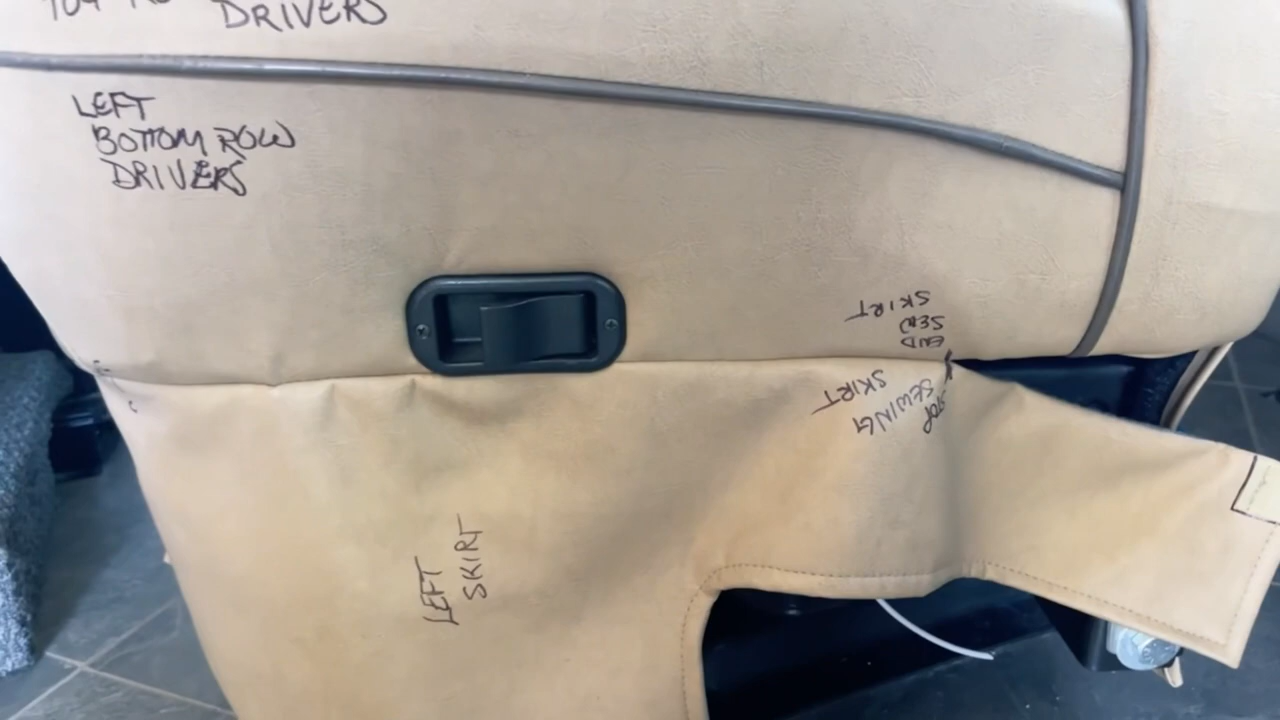 DRIVERS
LEFT
BOTTOM ROW
DRIVERS
END
SEW
SKIRT
STOP
SEWING
SKIRT
LEFT
SKIRT